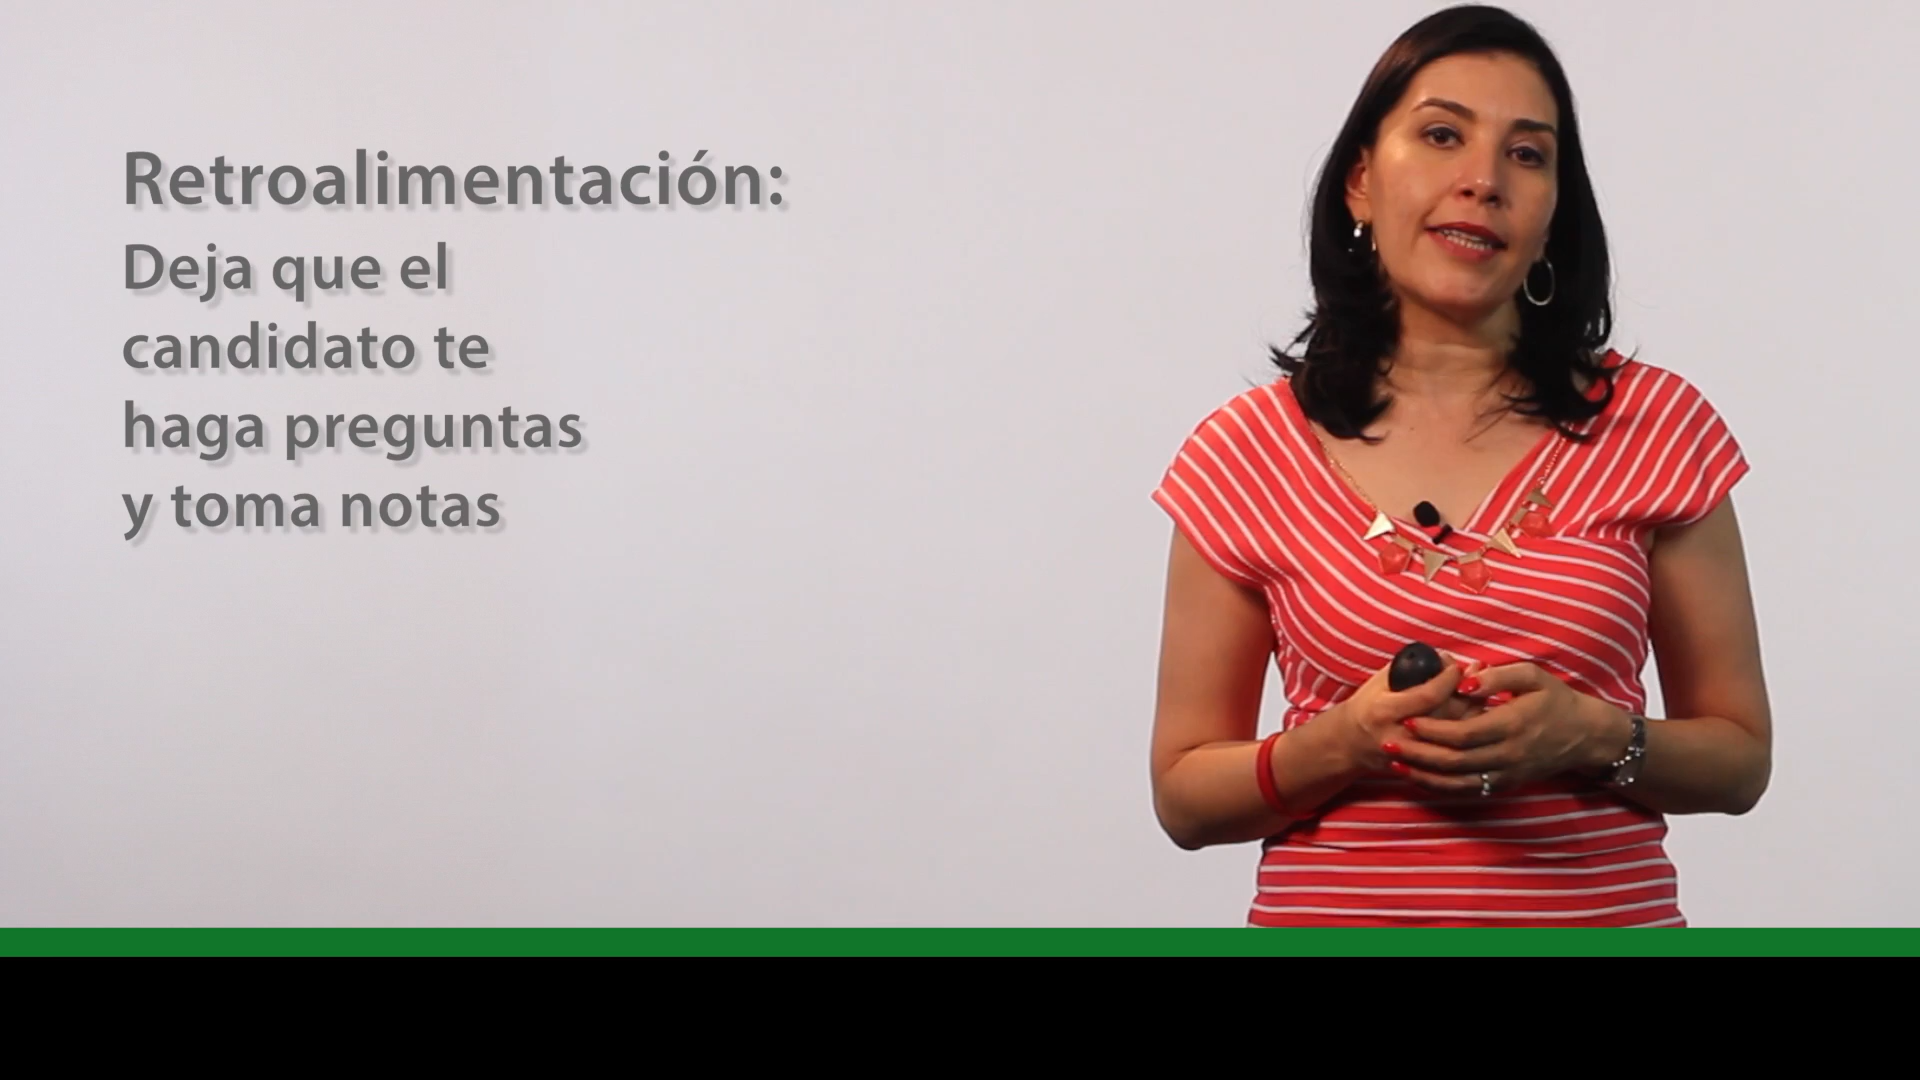 Retroalimentación:
Deja que el
candidato te
haga preguntas
y toma notas